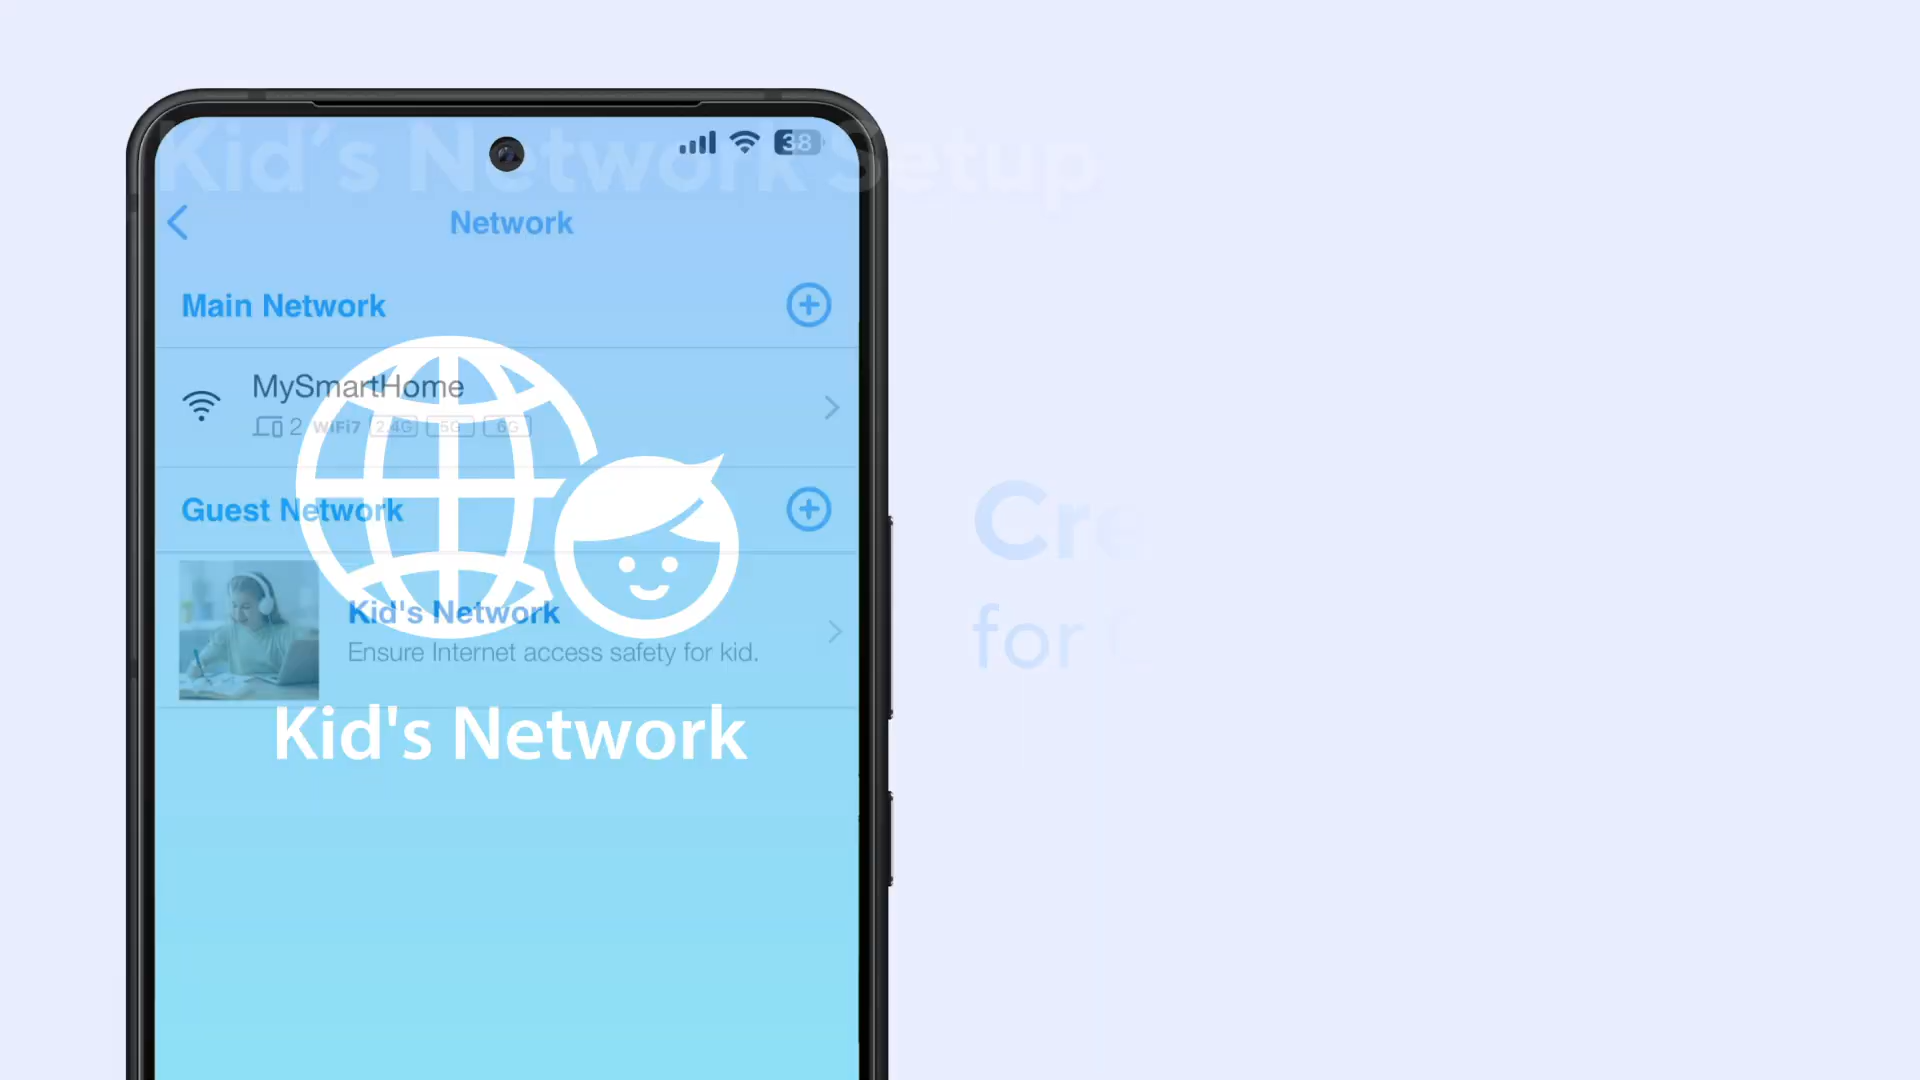 Kid’s Network Setup
38
Network
Main Network
MySmartHome
2 WiFi7 2.4G 5G 6G
Guest Network
Kid's Network
Ensure Internet access safety for kid.
Kid's Network
for